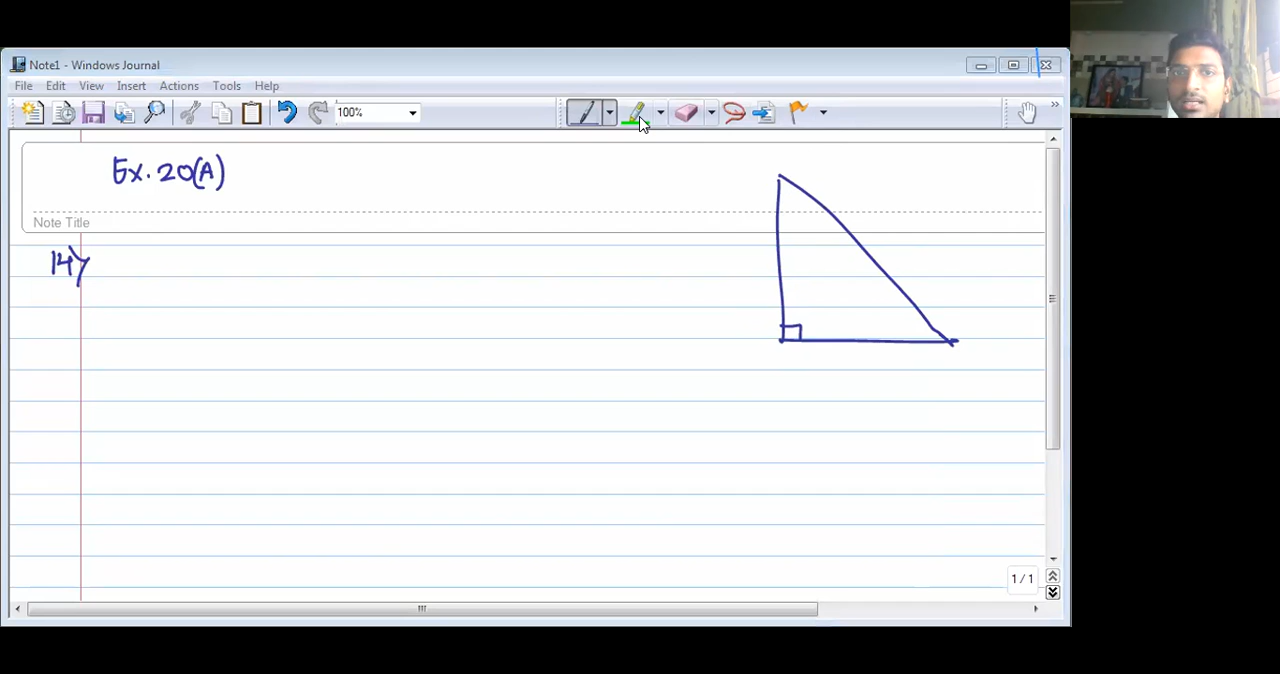 Note1 - Windows Journal
File Edit View Insert Actions Tools Help
100%
Ex. 20(A)
Note Title
14)
1 / 1